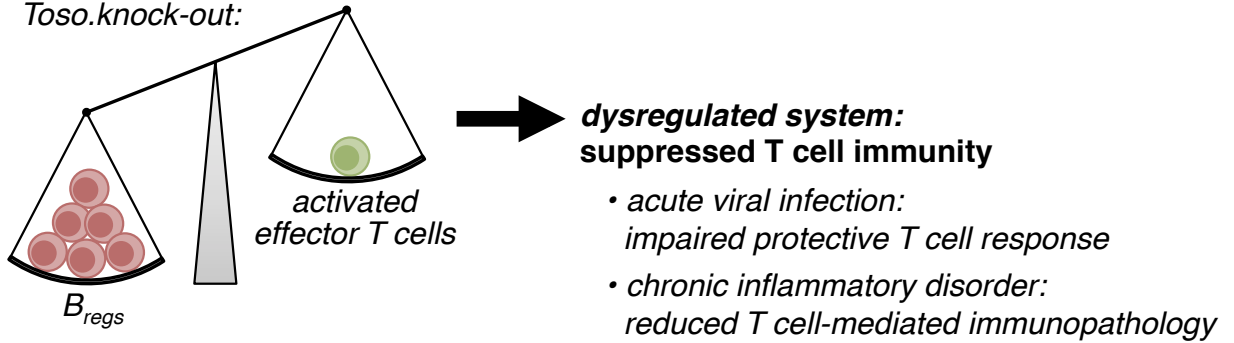 Toso.knock-out:
activated
effector T cells
B regs
dysregulated system:
suppressed T cell immunity
• acute viral infection:
impaired protective T cell response
• chronic inflammatory disorder:
reduced T cell-mediated immunopathology